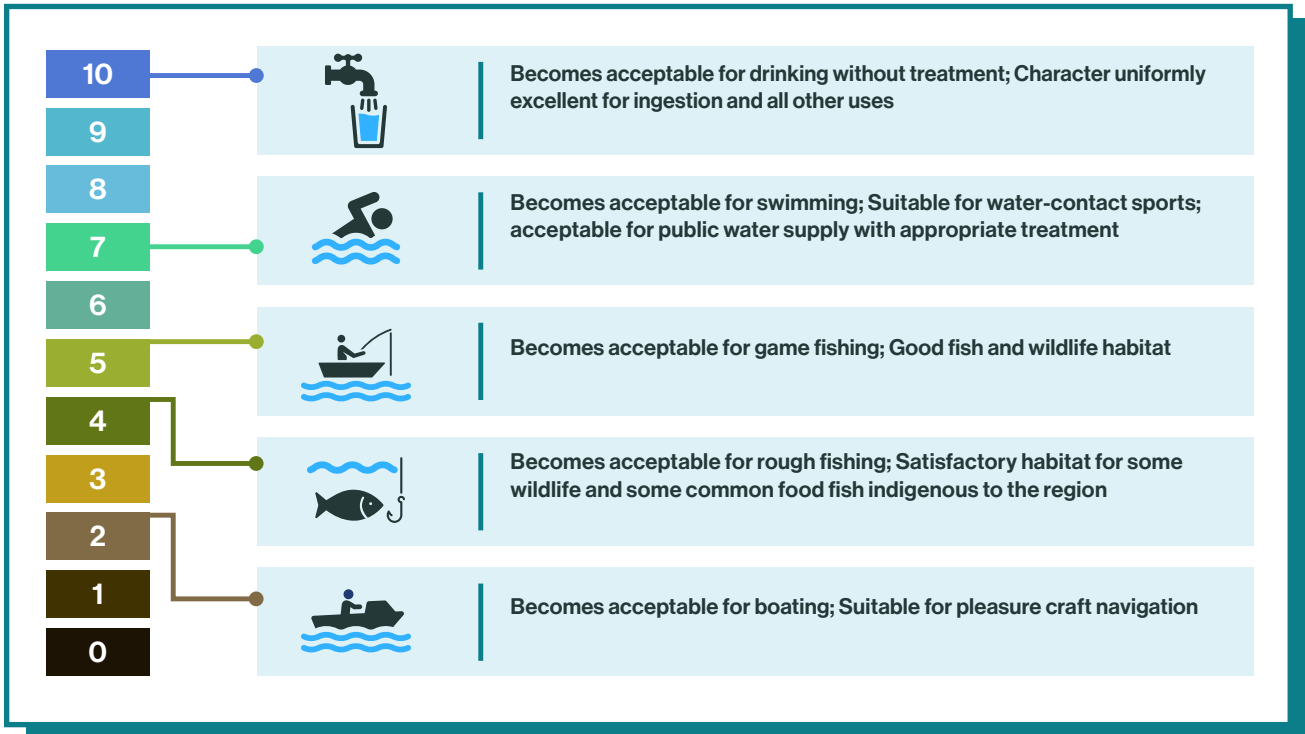 10
Becomes acceptable for drinking without treatment; Character uniformly
excellent for ingestion and all other uses
9
8
Becomes acceptable for swimming; Suitable for water-contact sports;
acceptable for public water supply with appropriate treatment
7
6
Becomes acceptable for game fishing; Good fish and wildlife habitat
5
4
Becomes acceptable for rough fishing; Satisfactory habitat for some
wildlife and some common food fish indigenous to the region
3
2
Becomes acceptable for boating; Suitable for pleasure craft navigation
1
0